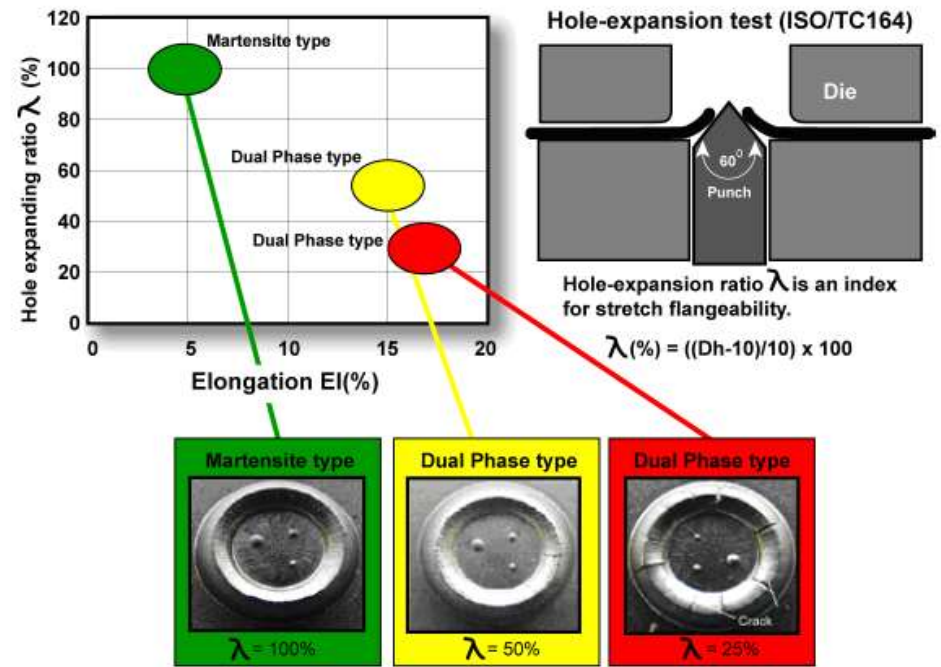 Hole expanding ratio λ (%)
120
100
80
60
40
20
0
0 5 10 15 20
Elongation El(%)
Martensite type
Dual Phase type
Dual Phase type
Hole-expansion test (ISO/TC164)
Die
60⁰
Punch
Hole-expansion ratio λ is an index
for stretch flangeability.
λ(%) = ((Dh-10)/10) x 100
Martensite type
λ = 100%
Dual Phase type
λ = 50%
Dual Phase type
Crack
λ = 25%